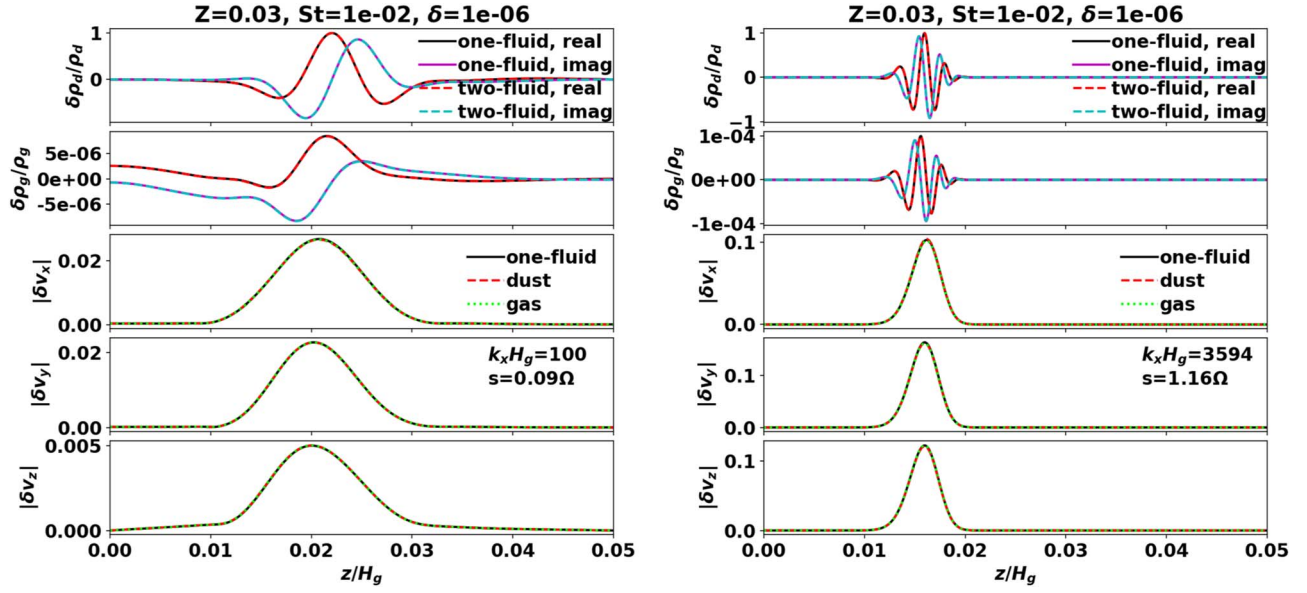 Z=0.03, St=1e-02, δ=1e-06
δρ_d/ρ_d
1
0
one-fluid, real
one-fluid, imag
two-fluid, real
two-fluid, imag
δρ_g/ρ_g
5e-06
0e+00
-5e-06
|δv_x|
0.02
0.00
one-fluid
dust
gas
|δv_y|
0.02
0.00
k_xH_g=100
s=0.09Ω
|δv_z|
0.005
0.000
0.00 0.01 0.02 0.03 0.04 0.05
z/H_g
Z=0.03, St=1e-02, δ=1e-06
δρ_d/ρ_d
1
0
−1
one-fluid, real
one-fluid, imag
two-fluid, real
two-fluid, imag
δρ_g/ρ_g
1e-04
0e+00
-1e-04
|δv_x|
0.1
0.0
one-fluid
dust
gas
|δv_y|
0.1
0.0
k_xH_g=3594
s=1.16Ω
|δv_z|
0.1
0.0
0.00 0.01 0.02 0.03 0.04 0.05
z/H_g